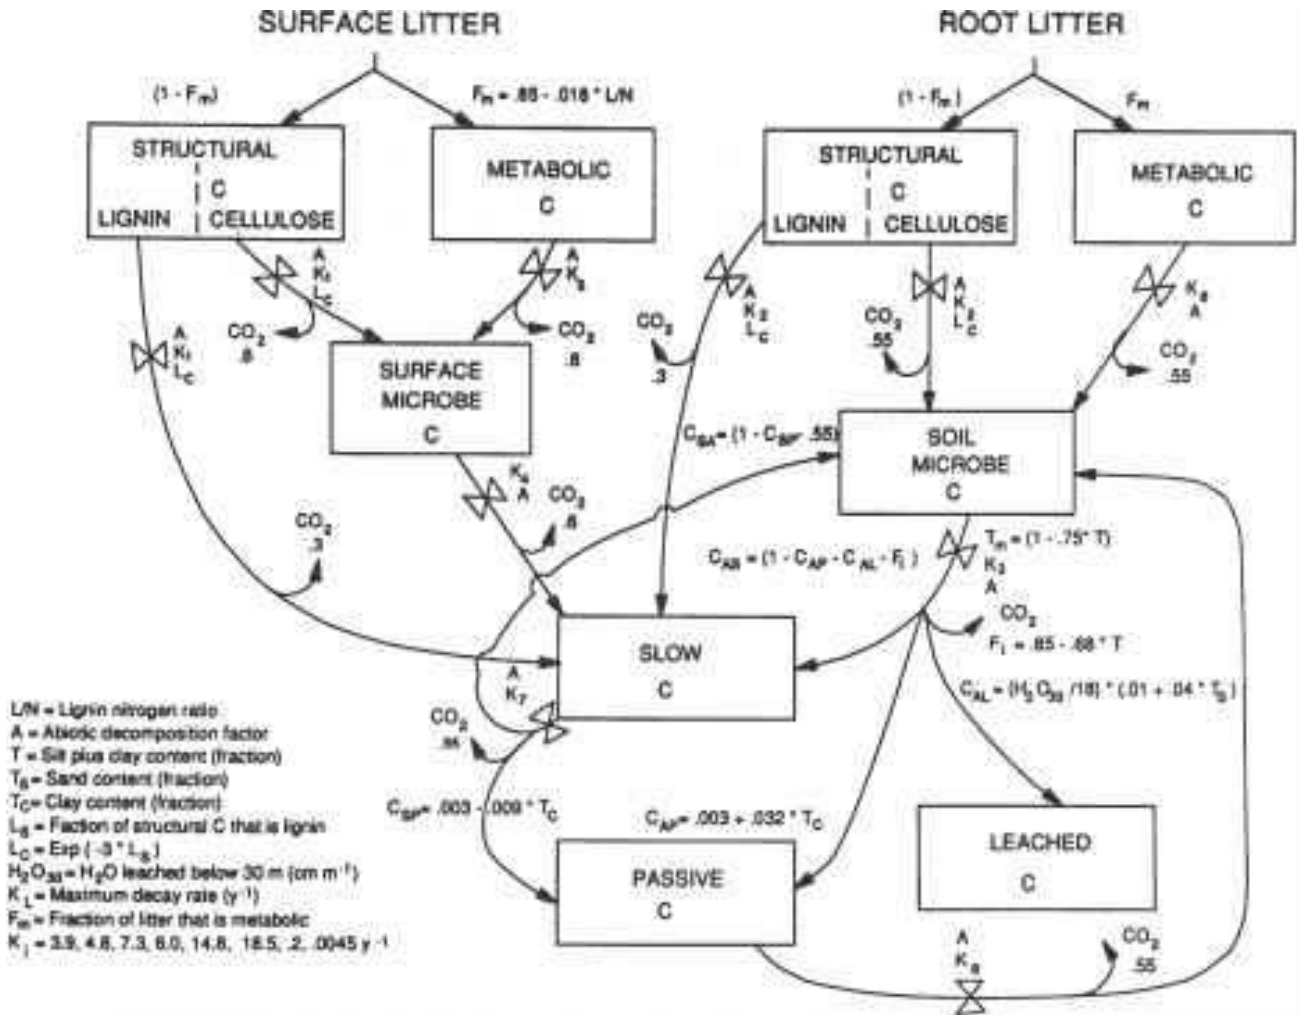 SURFACE LITTER
ROOT LITTER
(1 - Fm)
Fm = .85 - .018 * L/N
(1 - Fm)
Fm
STRUCTURAL
C
LIGNIN CELLULOSE
METABOLIC
C
STRUCTURAL
C
LIGNIN CELLULOSE
METABOLIC
C
A
K1
LC
A
K5
A
K2
LC
A
K2
LC
K6
A
CO2
.6
CO2
.6
CO2
.3
CO2
.55
CO2
.55
A
K1
LC
SURFACE
MICROBE
C
CSA = (1 - CSP - .55)
SOIL
MICROBE
C
K4
A
CO2
.6
CO2
.3
CAS = (1 - CAP - CAL - Fi )
Tm = (1 - .75* T)
K3
A
CO2
Fi = .85 - .68 * T
SLOW
C
A
K7
CAL = (H2O30 /18) * (.01 + .04 * TS )
CO2
.55
CSP = .003 - .009 * TC
CAP = .003 + .032 * TC
LEACHED
C
PASSIVE
C
A
K8
CO2
.55
L/N = Lignin nitrogen ratio
A = Abiotic decomposition factor
T = Silt plus clay content (fraction)
TS = Sand content (fraction)
TC = Clay content (fraction)
LS = Faction of structural C that is lignin
LC = Exp ( -3 * LS )
H2O30 = H2O leached below 30 m (cm m-1)
Ki = Maximum decay rate (y-1)
Fm = Fraction of litter that is metabolic
Ki = 3.9, 4.8, 7.3, 6.0, 14.8, 18.5, .2, .0045 y-1